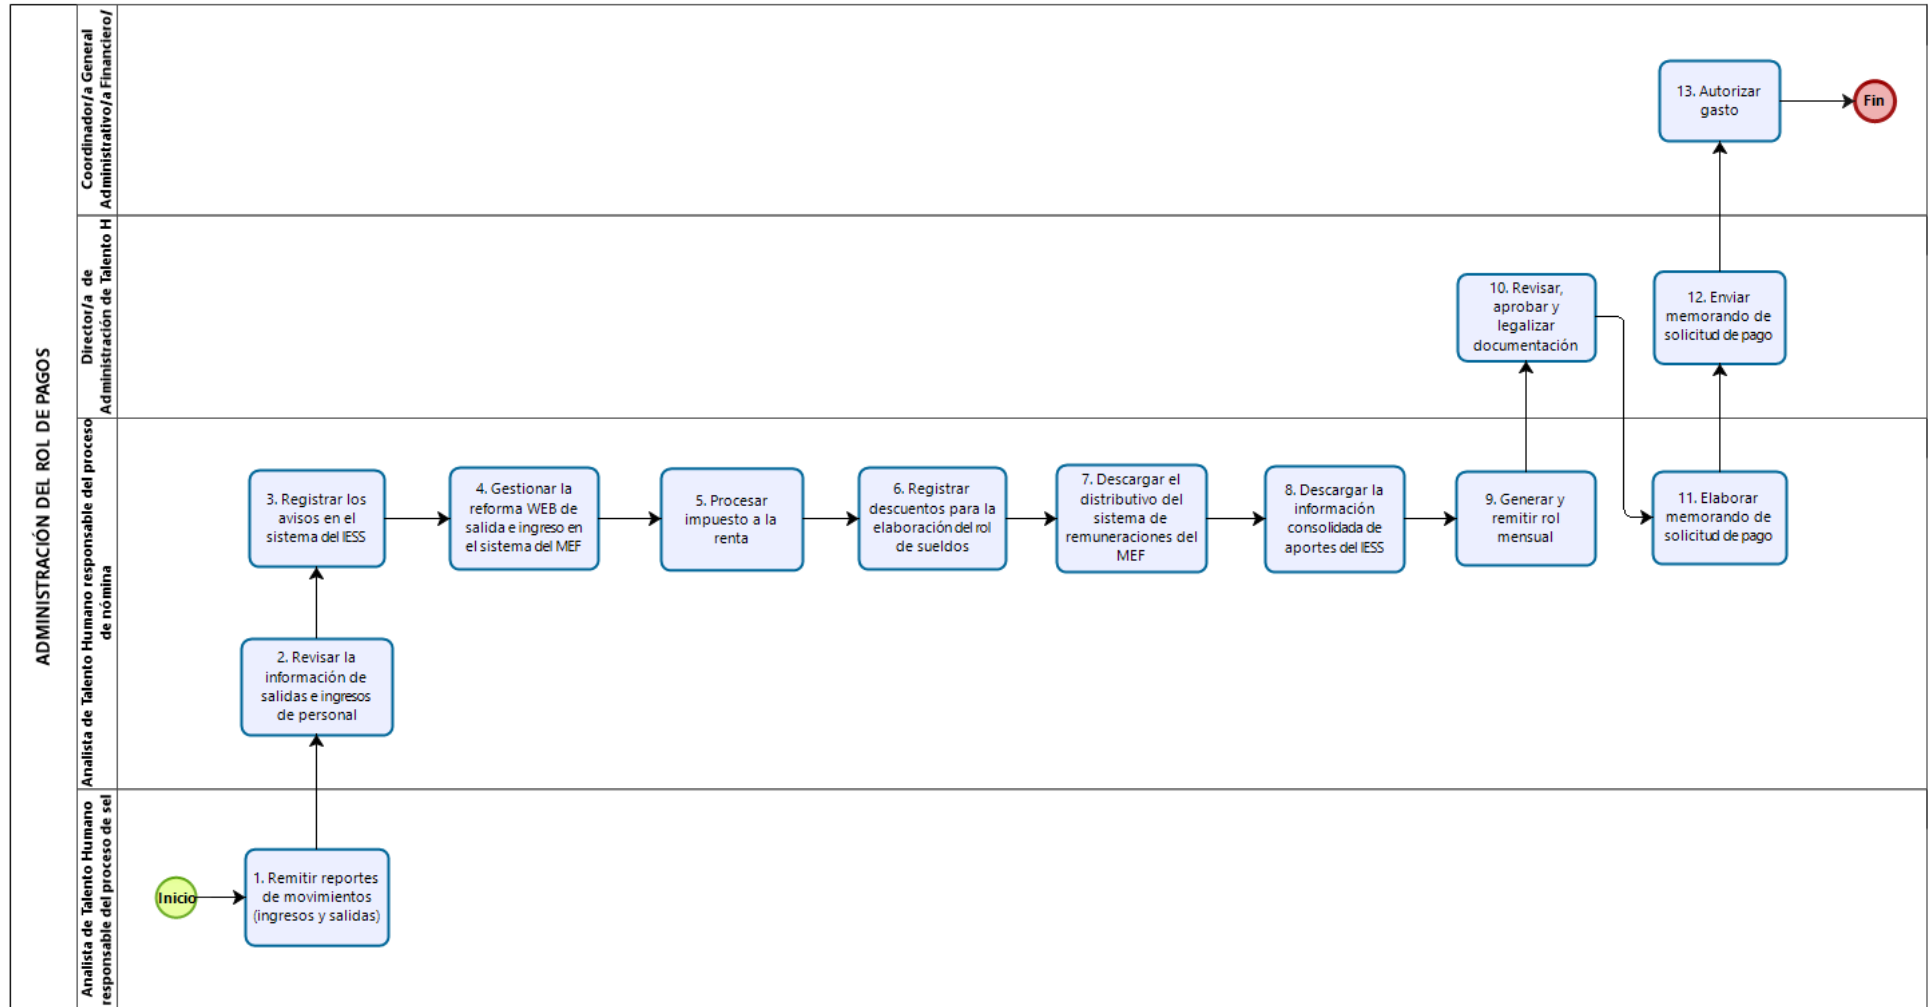 ADMINISTRACIÓN DEL ROL DE PAGOS
Coordinador/a General
Administrativo/a Financiero/
13. Autorizar
gasto
Fin
Director/a de
Administración de Talento H
10. Revisar,
aprobar y
legalizar
documentación
12. Enviar
memorando de
solicitud de pago
Analista de Talento Humano responsable del proceso
de nómina
3. Registrar los
avisos en el
sistema del IESS
4. Gestionar la
reforma WEB de
salida e ingreso en
el sistema del MEF
5. Procesar
impuesto a la
renta
6. Registrar
descuentos para la
elaboración del rol
de sueldos
7. Descargar el
distributivo del
sistema de
remuneraciones del
MEF
8. Descargar la
información
consolidada de
aportes del IESS
9. Generar y
remitir rol
mensual
11. Elaborar
memorando de
solicitud de pago
2. Revisar la
información de
salidas e ingresos
de personal
Analista de Talento Humano
responsable del proceso de sel
Inicio
1. Remitir reportes
de movimientos
(ingresos y salidas)